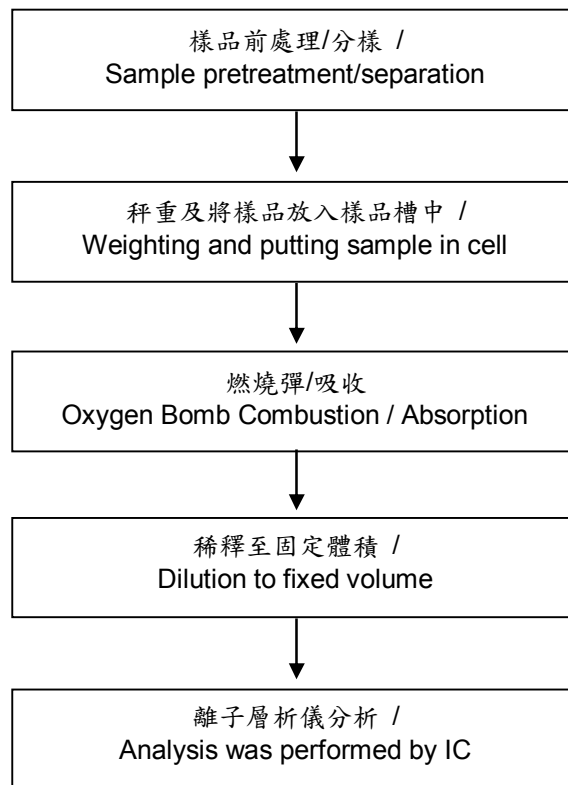 樣品前處理/分樣 /
Sample pretreatment/separation
秤重及將樣品放入樣品槽中 /
Weighting and putting sample in cell
燃燒彈/吸收
Oxygen Bomb Combustion / Absorption
稀釋至固定體積 /
Dilution to fixed volume
離子層析儀分析 /
Analysis was performed by IC